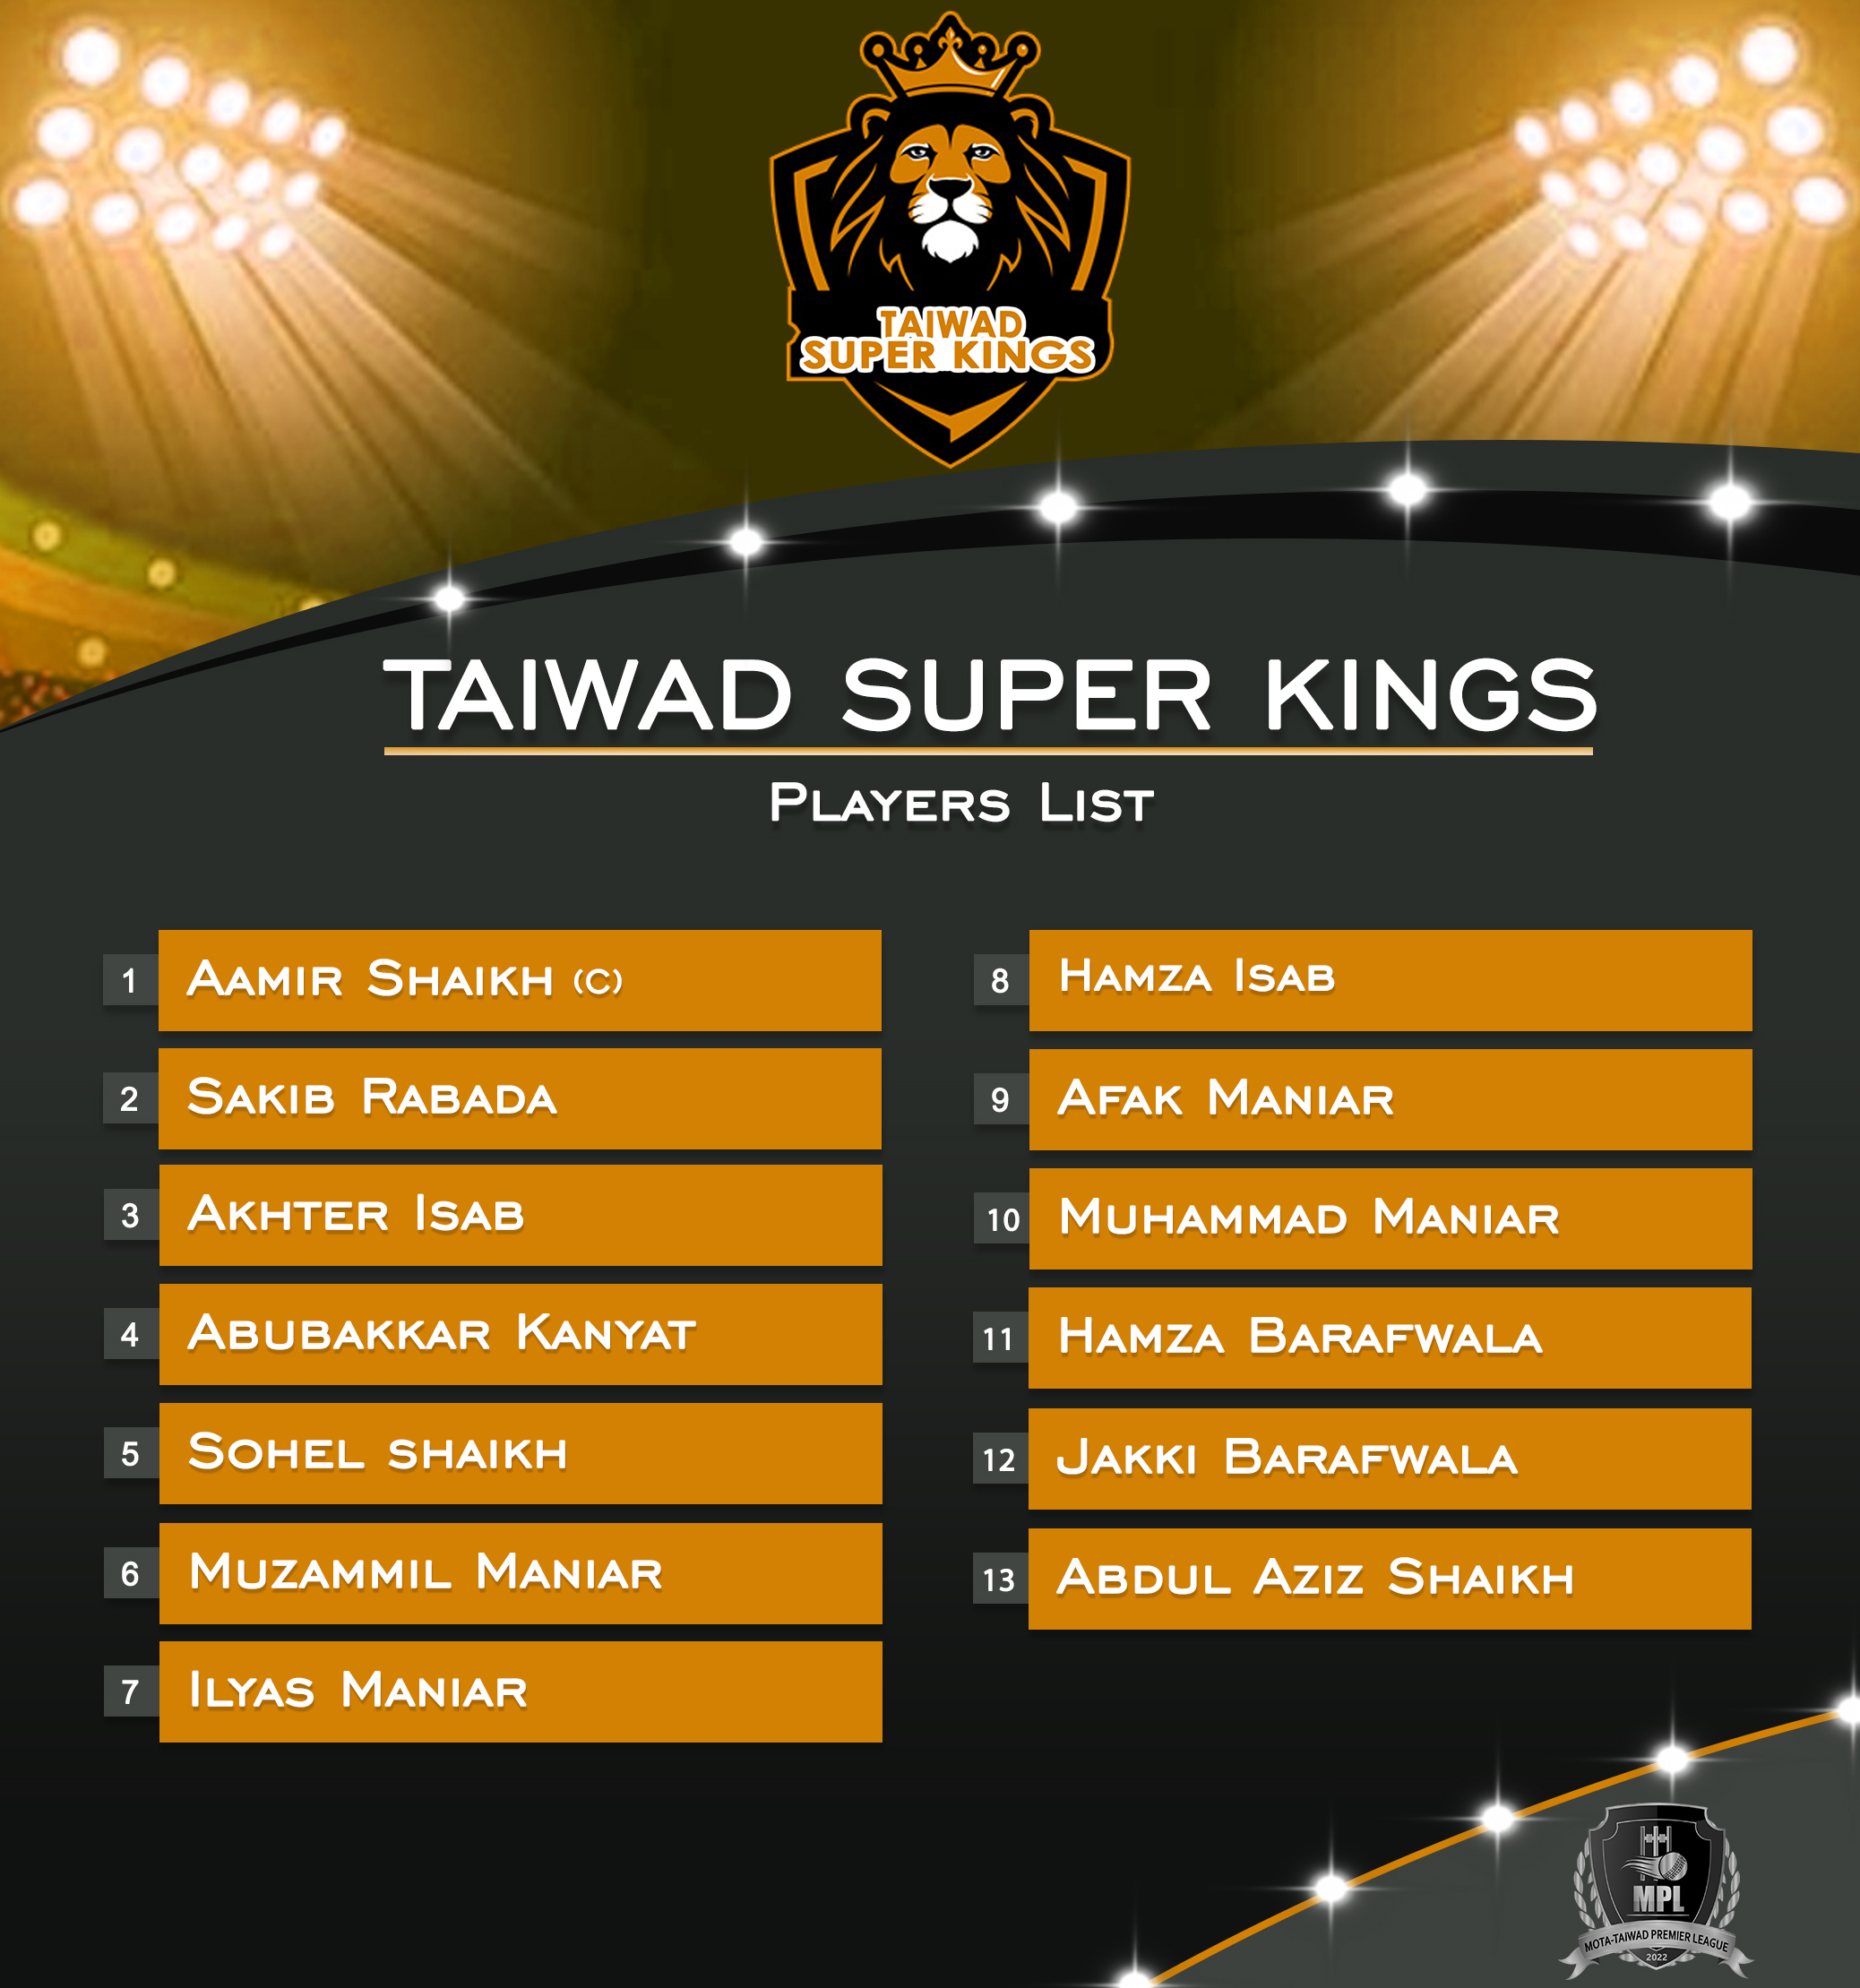 TAIWAD
SUPER KINGS
TAIWAD SUPER KINGS
Players List
1 Aamir Shaikh (C)
2 Sakib Rabada
3 Akhter Isab
4 Abubakkar Kanyat
5 Sohel shaikh
6 Muzammil Maniar
7 Ilyas Maniar
8 Hamza Isab
9 Afak Maniar
10 Muhammad Maniar
11 Hamza Barafwala
12 Jakki Barafwala
13 Abdul Aziz Shaikh
MPL
MOTA-TAIWAD PREMIER LEAGUE
2022